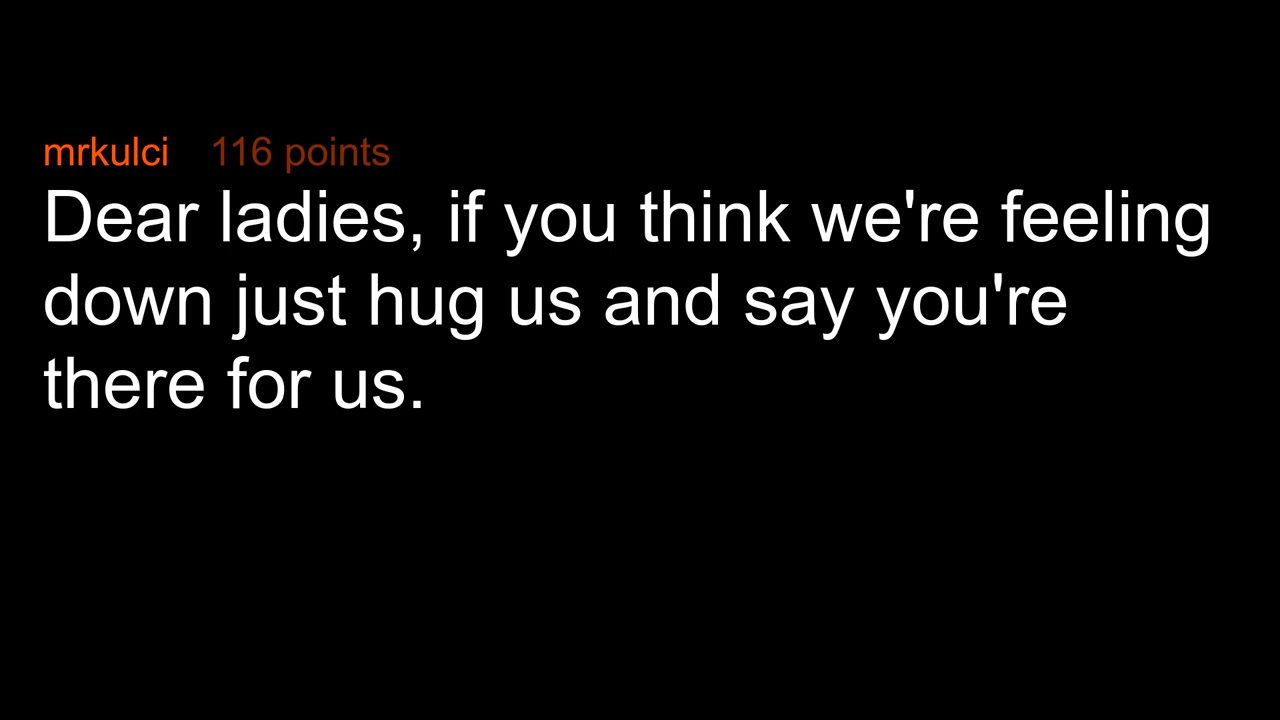 mrkulci 116 points
Dear ladies, if you think we're feeling
down just hug us and say you're
there for us.